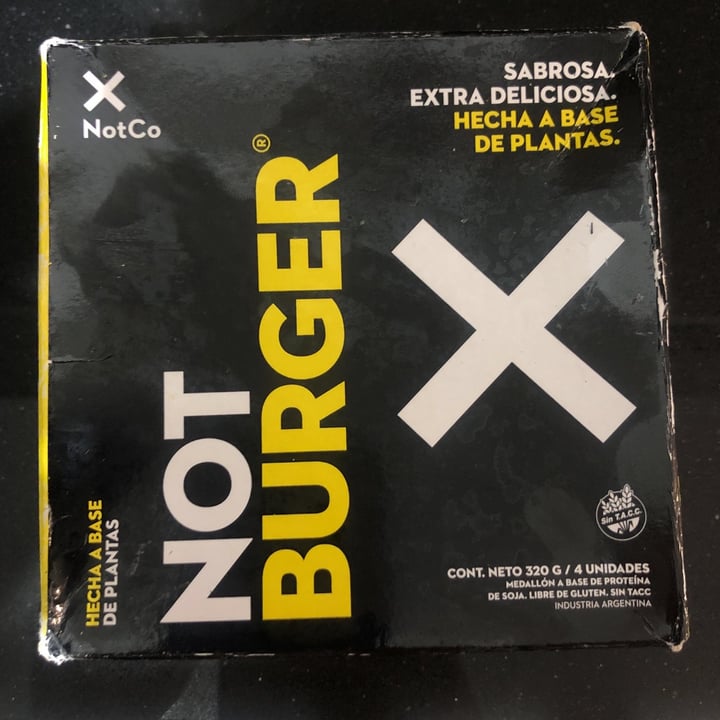 NotCo
SABROSA.
EXTRA DELICIOSA.
HECHA A BASE
DE PLANTAS.
NOT
BURGER®
HECHA A BASE
DE PLANTAS
Sin T.A.C.C.
CONT. NETO 320 G / 4 UNIDADES
MEDALLÓN A BASE DE PROTEÍNA
DE SOJA. LIBRE DE GLUTEN. SIN TACC
INDUSTRIA ARGENTINA